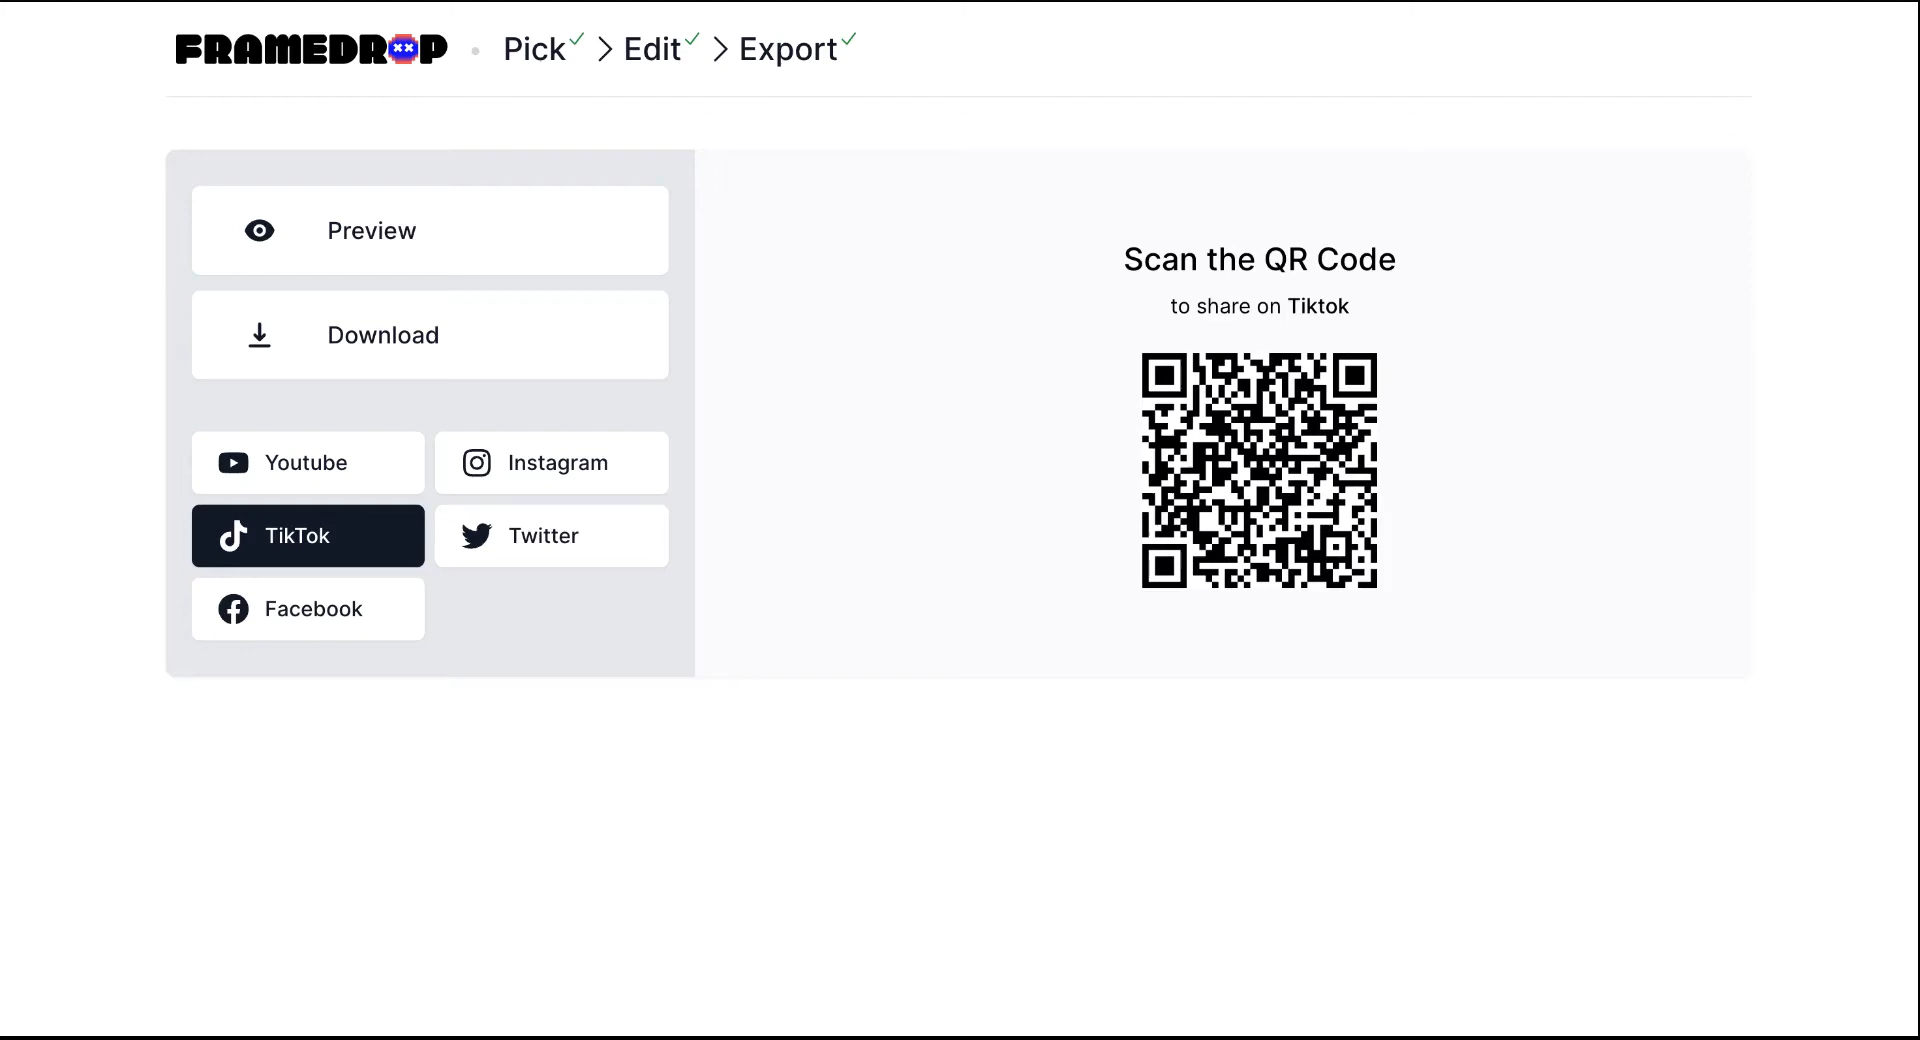 FRAMEDROP • Pick > Edit > Export
Preview
Download
Youtube
Instagram
TikTok
Twitter
Facebook
Scan the QR Code
to share on Tiktok